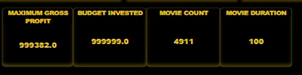 MAXIMUM GROSS PROFIT
999382.0
BUDGET INVESTED
999999.0
MOVIE COUNT
4911
MOVIE DURATION
100